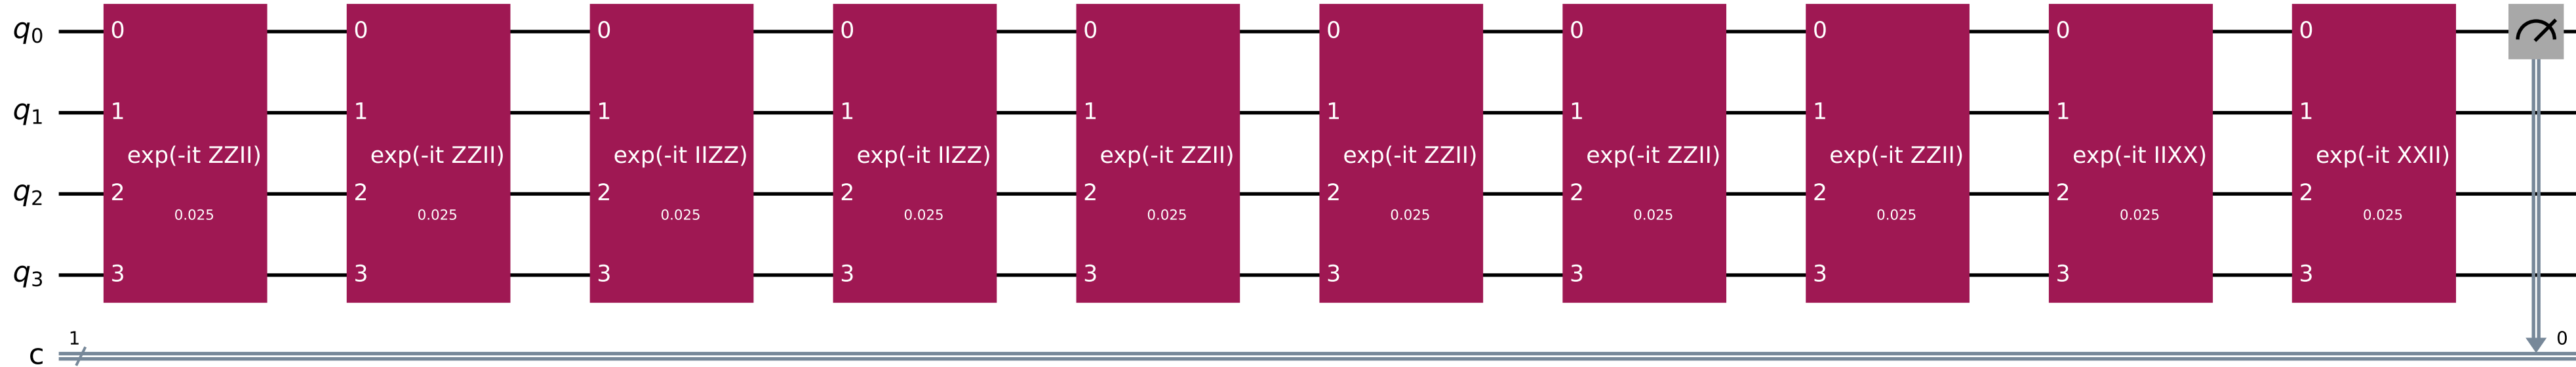 q0 0 0 0 0 0 0 0 0 0 0
q1 1 1 1 1 1 1 1 1 1 1
exp(-it ZZII) exp(-it ZZII) exp(-it IIZZ) exp(-it IIZZ) exp(-it ZZII) exp(-it ZZII) exp(-it ZZII) exp(-it ZZII) exp(-it IIXX) exp(-it XXII)
q2 2 2 2 2 2 2 2 2 2 2
0.025 0.025 0.025 0.025 0.025 0.025 0.025 0.025 0.025 0.025
q3 3 3 3 3 3 3 3 3 3 3
1 0
c